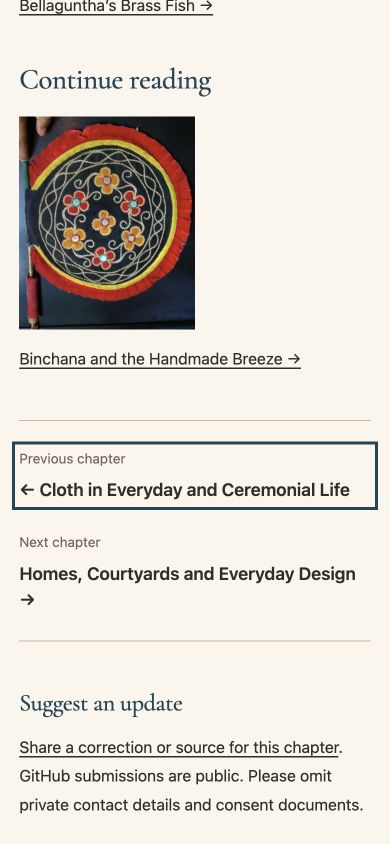 Bellaguntha’s Brass Fish →
Continue reading
Binchana and the Handmade Breeze →
Previous chapter
← Cloth in Everyday and Ceremonial Life
Next chapter
Homes, Courtyards and Everyday Design
→
Suggest an update
Share a correction or source for this chapter.
GitHub submissions are public. Please omit
private contact details and consent documents.